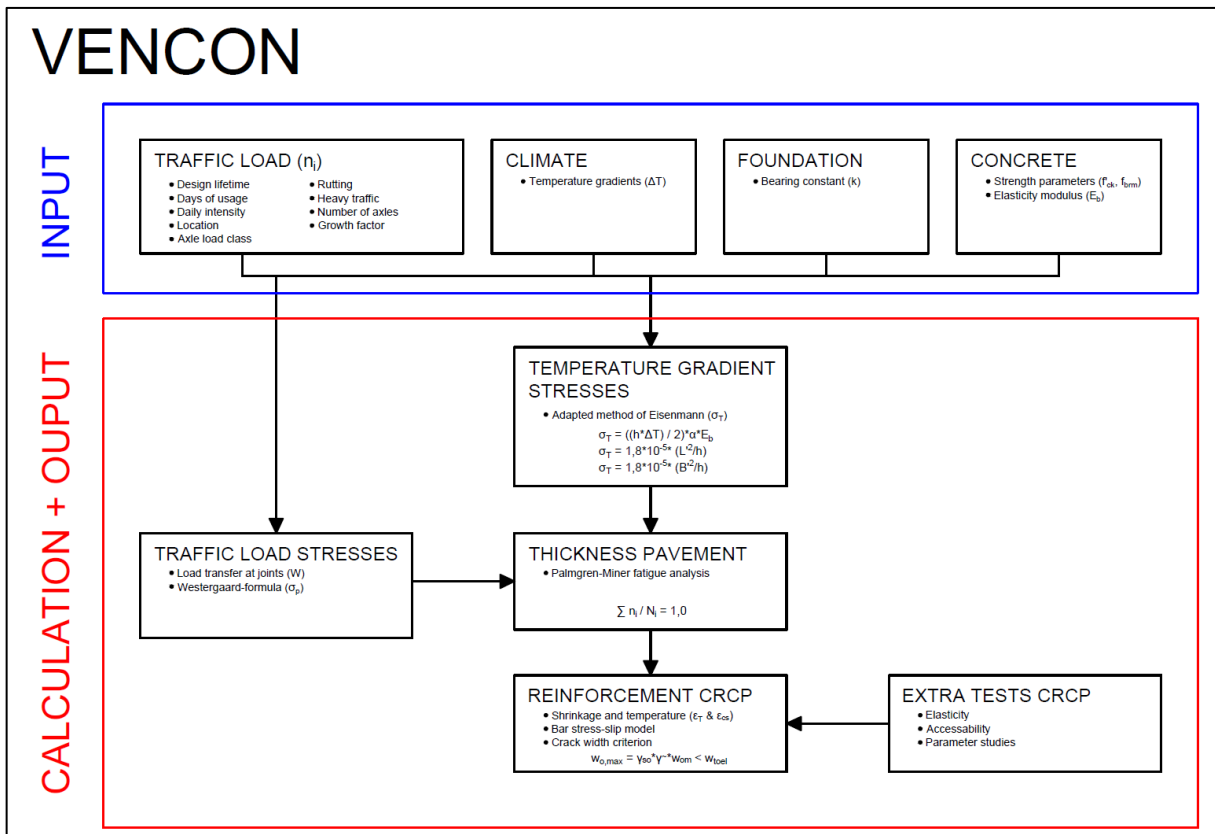 VENCON
INPUT
TRAFFIC LOAD (nᵢ)
• Design lifetime
• Days of usage
• Daily intensity
• Location
• Axle load class
• Rutting
• Heavy traffic
• Number of axles
• Growth factor
CLIMATE
• Temperature gradients (ΔT)
FOUNDATION
• Bearing constant (k)
CONCRETE
• Strength parameters (f'ck, fbrm)
• Elasticity modulus (Eb)
CALCULATION + OUPUT
TEMPERATURE GRADIENT
STRESSES
• Adapted method of Eisenmann (σT)
σT = ((h*ΔT) / 2)*α*Eb
σT = 1,8*10⁻⁵* (L'²/h)
σT = 1,8*10⁻⁵* (B'²/h)
TRAFFIC LOAD STRESSES
• Load transfer at joints (W)
• Westergaard-formula (σp)
THICKNESS PAVEMENT
• Palmgren-Miner fatigue analysis
∑ nᵢ / Nᵢ = 1,0
REINFORCEMENT CRCP
• Shrinkage and temperature (εT & εcs)
• Bar stress-slip model
• Crack width criterion
wo,max = γso*γ~*wom < wtoel
EXTRA TESTS CRCP
• Elasticity
• Accessability
• Parameter studies